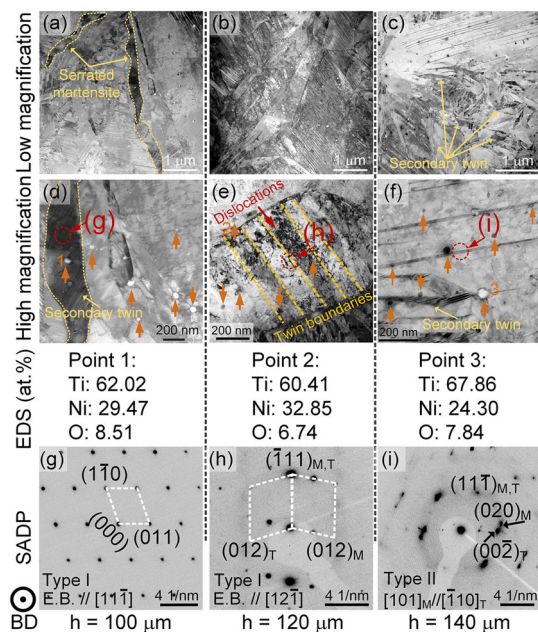 Low magnification
(a)
Serrated
martensite
1 μm
(b)
1 μm
(c)
Secondary twin
1 μm
High magnification
(d)
(g)
1
Secondary twin
200 nm
(e)
2
Dislocations
(h)
Twin boundaries
200 nm
(f)
(i)
3
Secondary twin
200 nm
EDS (at.%)
Point 1:
Ti: 62.02
Ni: 29.47
O: 8.51
Point 2:
Ti: 60.41
Ni: 32.85
O: 6.74
Point 3:
Ti: 67.86
Ni: 24.30
O: 7.84
SADP
(g)
(11̄0)
(000)
(011)
Type I
E.B. // [111̄]
4 1/nm
(h)
(1̄11)M,T
(012)T
(012)M
Type I
E.B. // [121̄]
4 1/nm
(i)
(111̄)M,T
(020)M
(002̄)T
Type II
[101]M//[1̄10]T
4 1/nm
BD
h = 100 μm
h = 120 μm
h = 140 μm